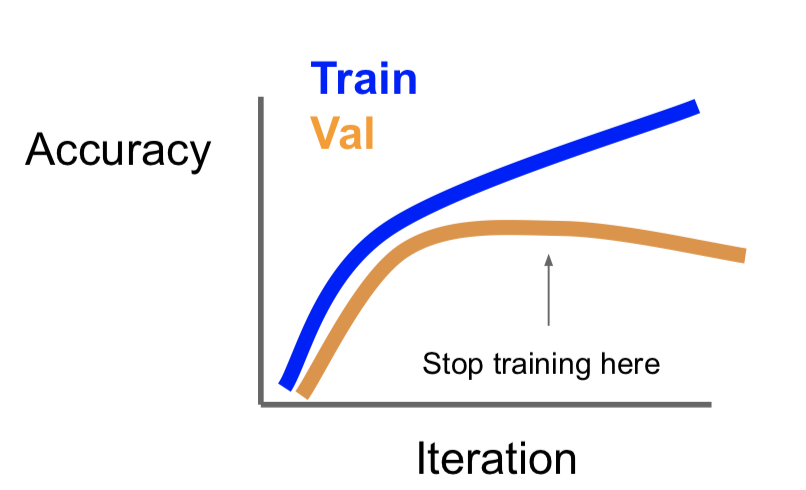 Train
Val
Accuracy
Stop training here
Iteration